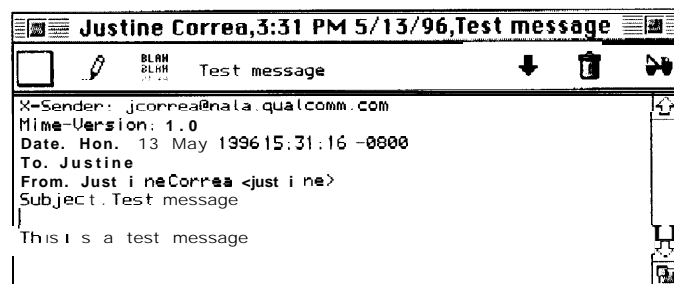 Justine Correa,3:31 PM 5/13/96,Test message
BLAH
BLAH
Test message
X-Sender: jcorrea@nala.qualcomm.com
Mime-Version: 1.0
Date. Hon. 13 May 1996 15:31:16 -0800
To. Justine
From. Just i neCorrea <just i ne>
Subject. Test message
This I s a test message